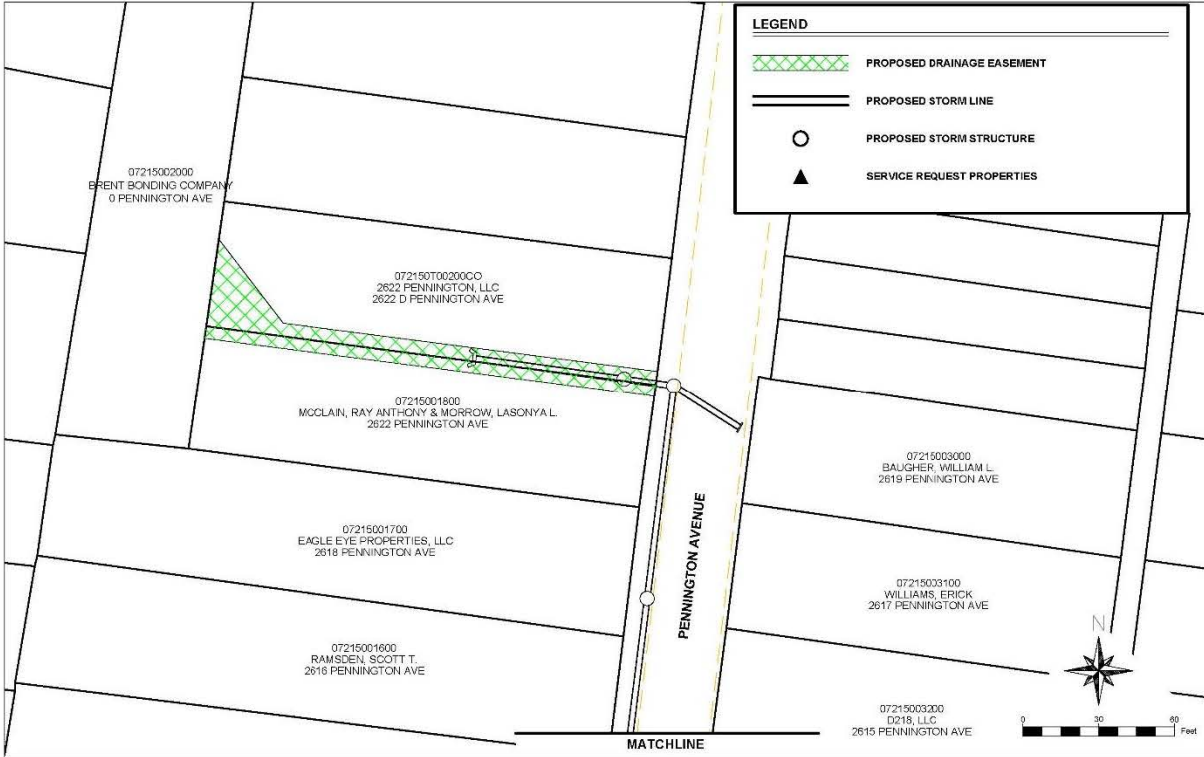 LEGEND
PROPOSED DRAINAGE EASEMENT
PROPOSED STORM LINE
PROPOSED STORM STRUCTURE
SERVICE REQUEST PROPERTIES
07215002000
BRENT BONDING COMPANY
0 PENNINGTON AVE
072150T00200CO
2622 PENNINGTON, LLC
2622 D PENNINGTON AVE
07215001800
MCCLAIN, RAY ANTHONY & MORROW, LASONYA L.
2622 PENNINGTON AVE
07215001700
EAGLE EYE PROPERTIES, LLC
2618 PENNINGTON AVE
07215001600
RAMSDEN, SCOTT T.
2616 PENNINGTON AVE
PENNINGTON AVENUE
07215003000
BAUGHER, WILLIAM L.
2619 PENNINGTON AVE
07215003100
WILLIAMS, ERICK
2617 PENNINGTON AVE
07215003200
D218, LLC
2615 PENNINGTON AVE
N
0 30 60
Feet
MATCHLINE